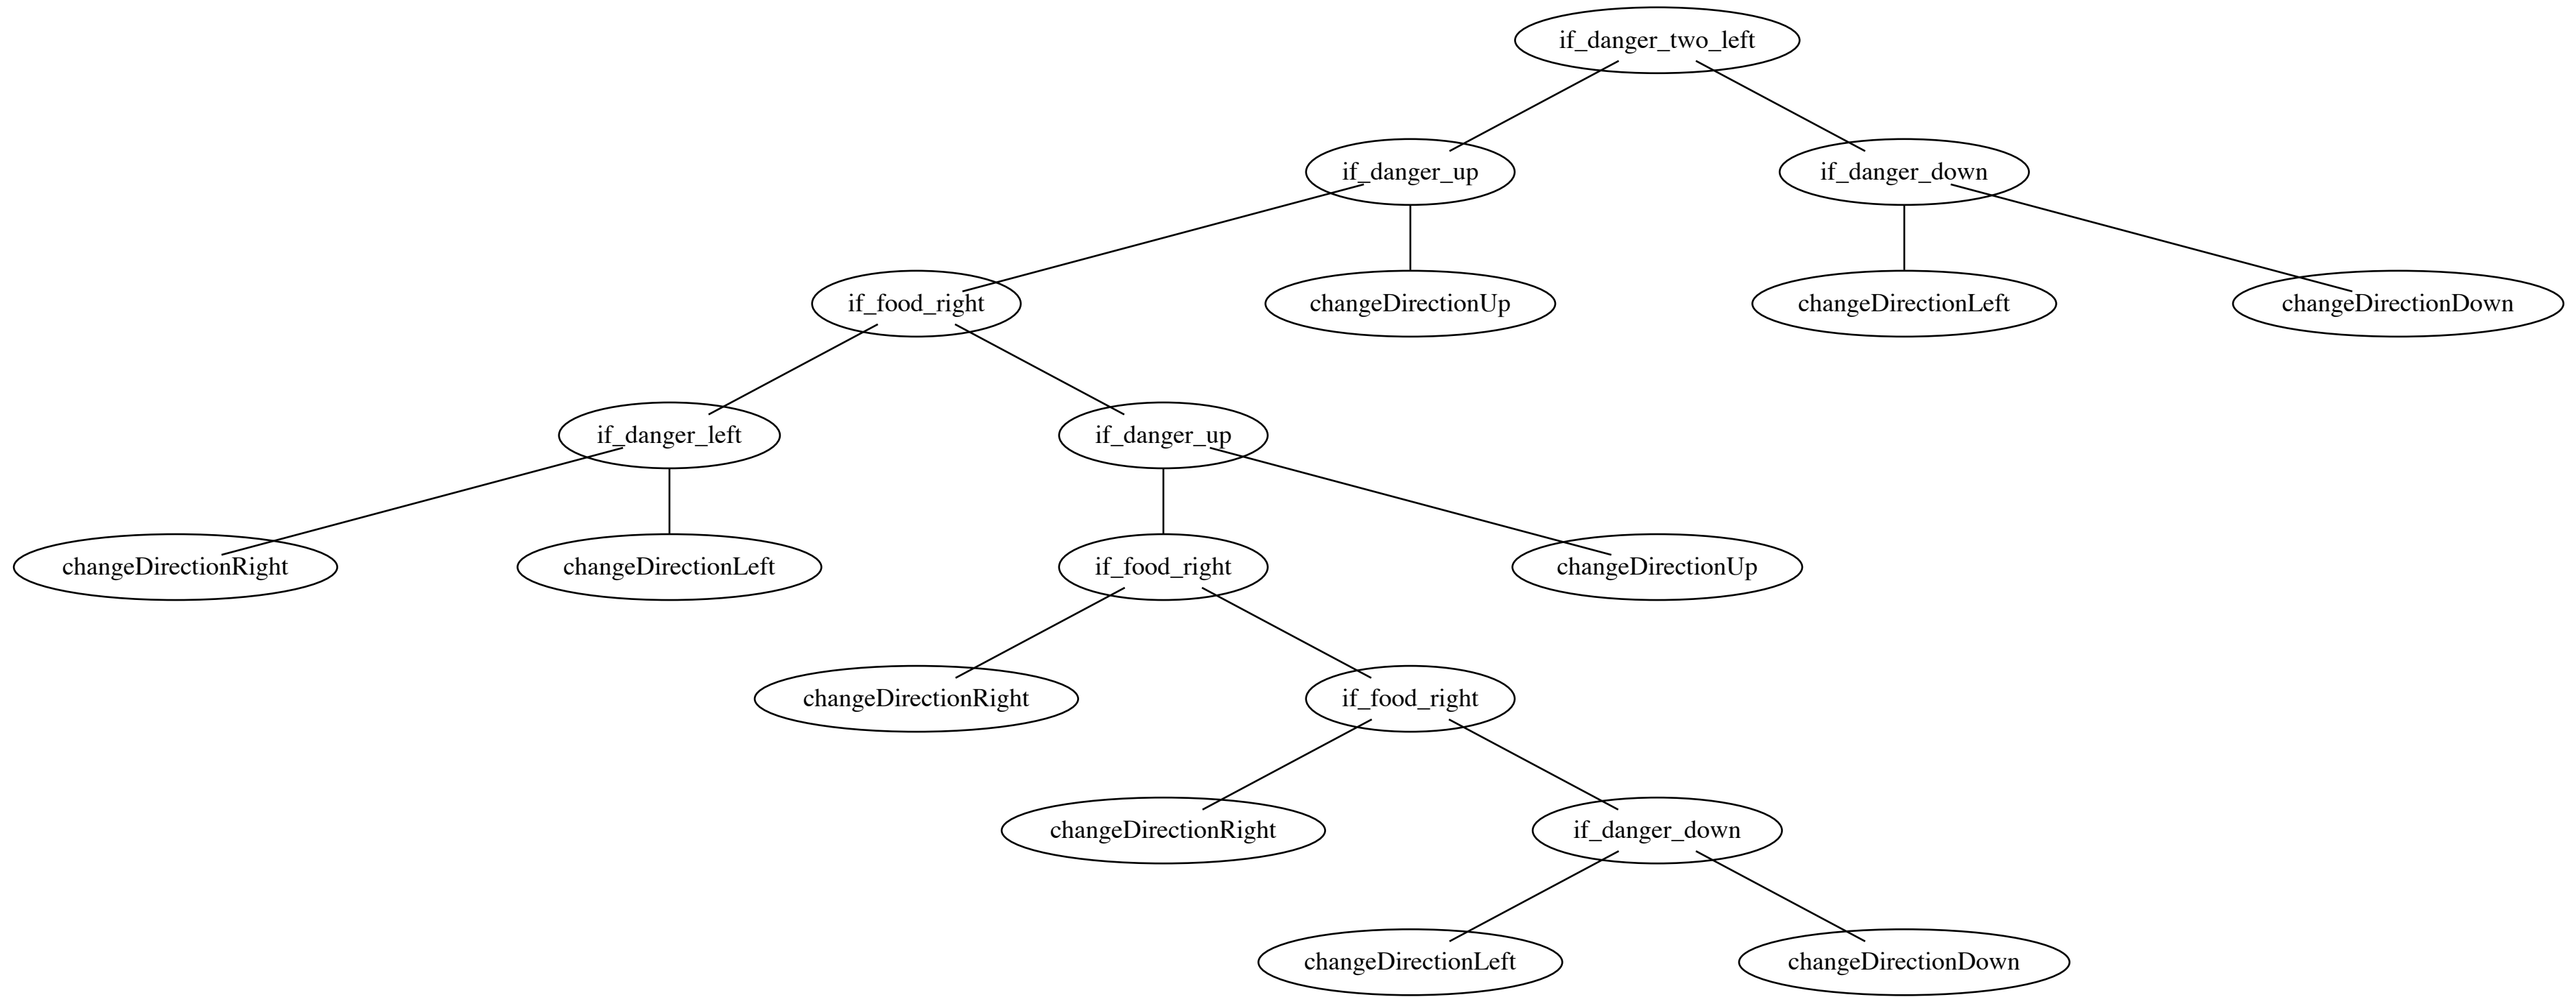 if_danger_two_left
if_danger_up
if_danger_down
if_food_right
changeDirectionUp
changeDirectionLeft
changeDirectionDown
if_danger_left
if_danger_up
changeDirectionRight
changeDirectionLeft
if_food_right
changeDirectionUp
changeDirectionRight
if_food_right
changeDirectionRight
if_danger_down
changeDirectionLeft
changeDirectionDown